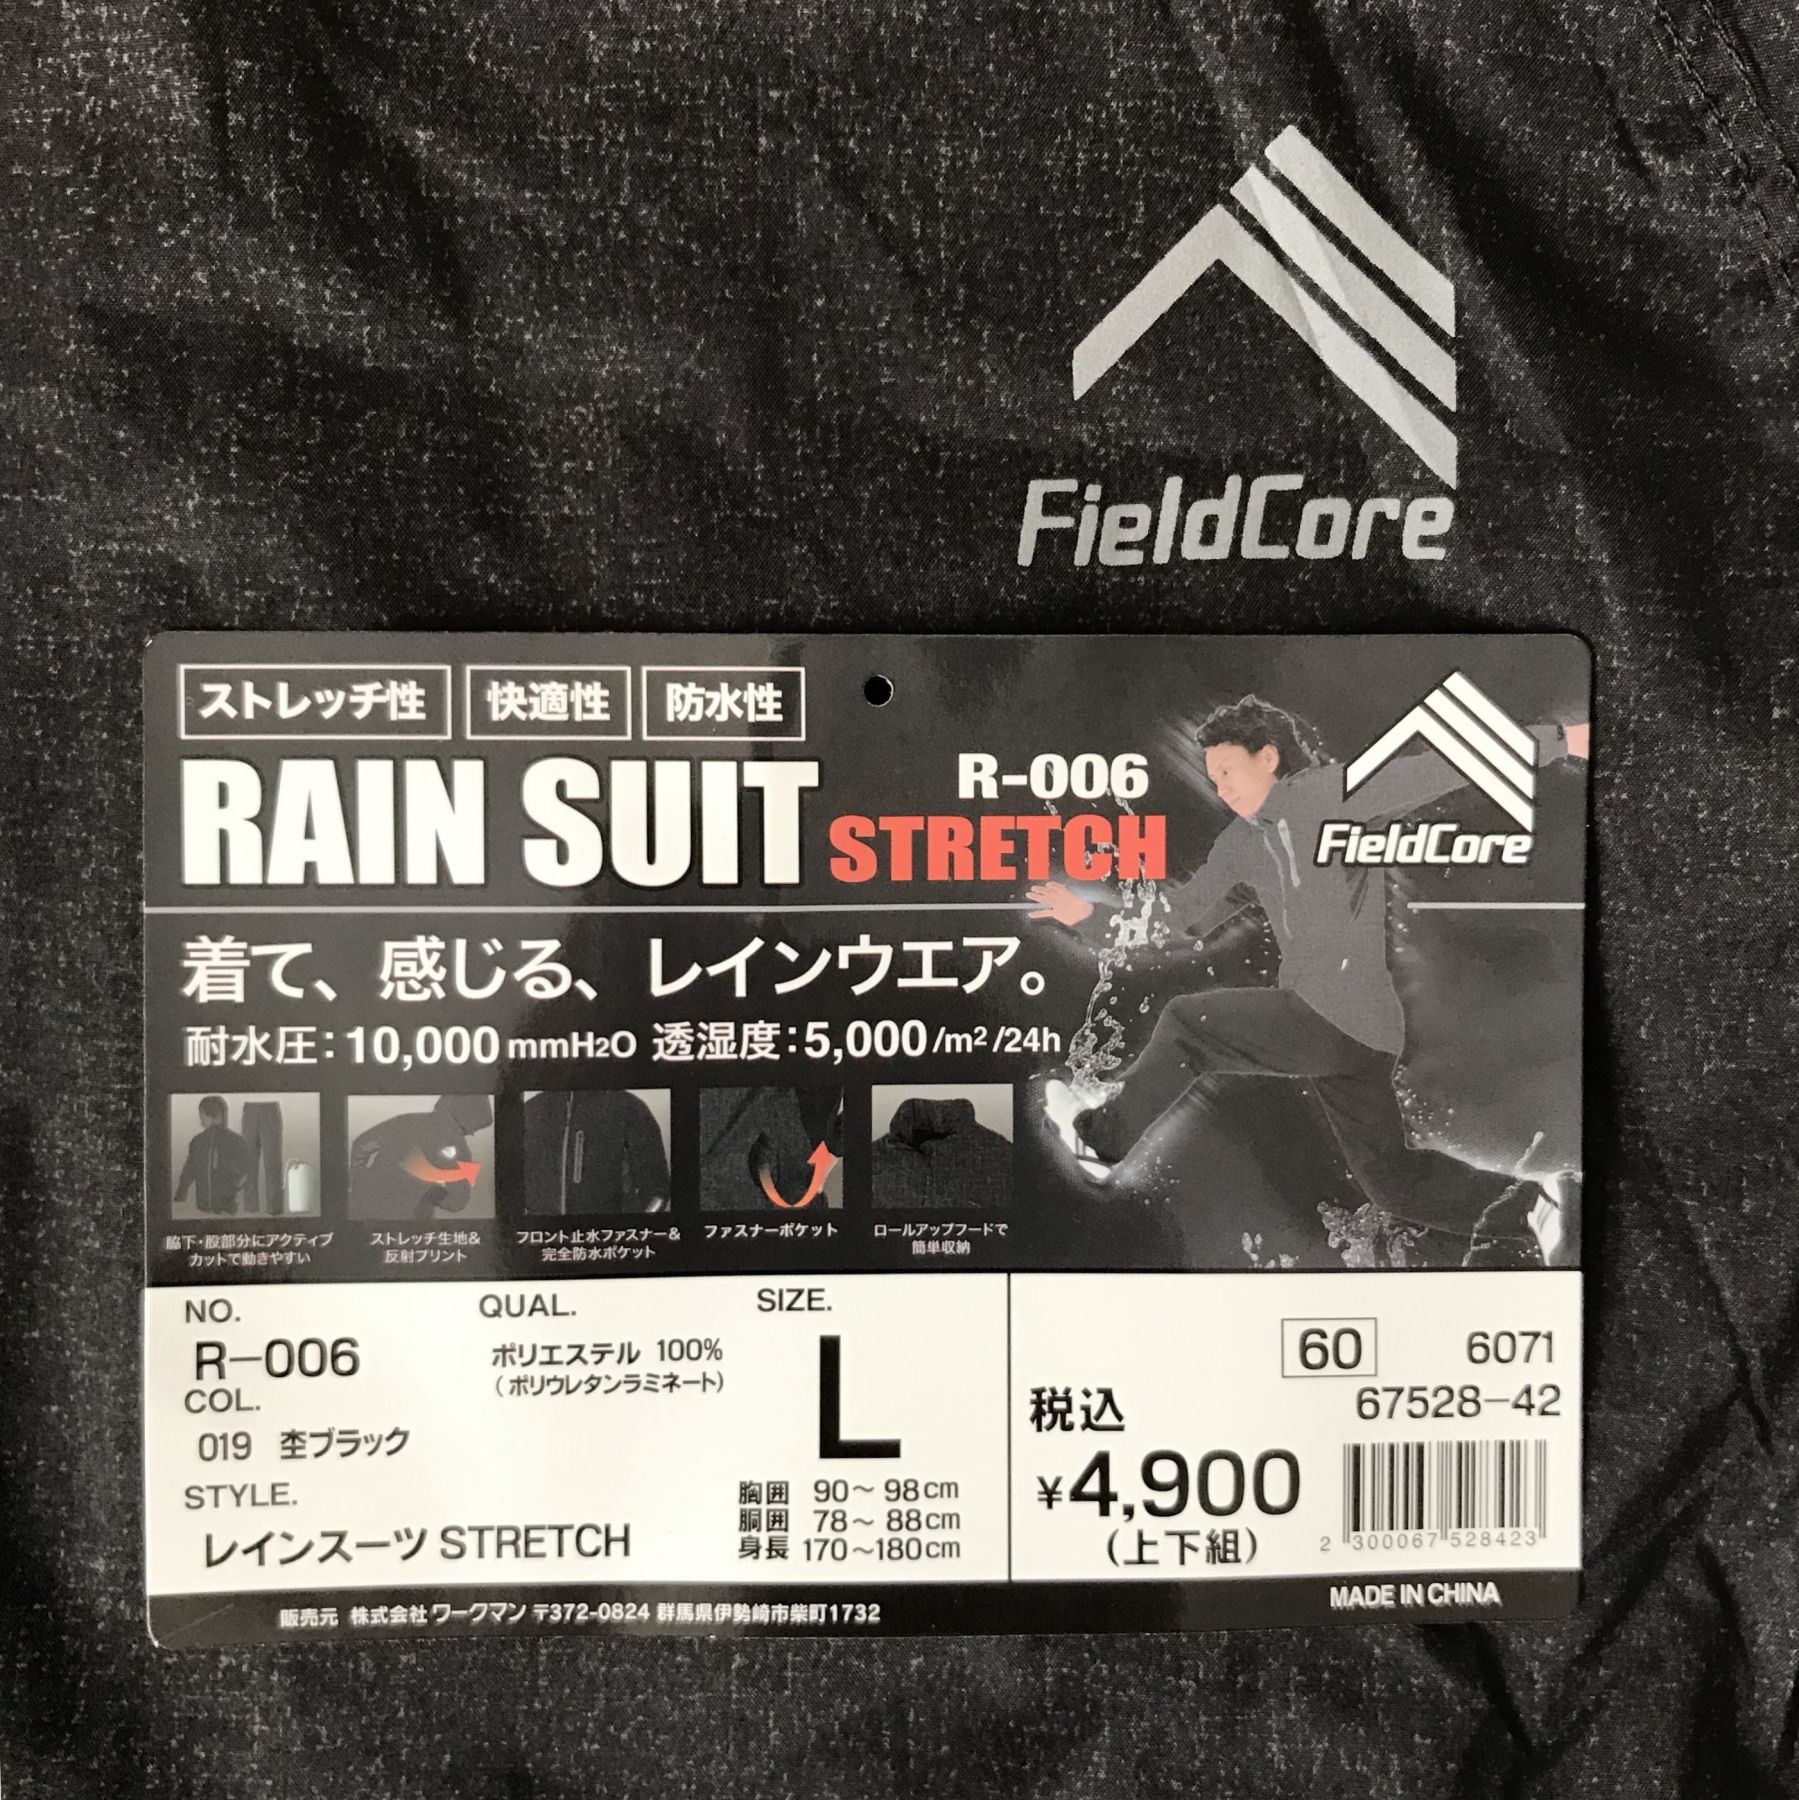 FieldCore
ストレッチ性 快適性 防水性
RAIN SUIT STRETCH R-006
FieldCore
着て、感じる、レインウエア。
耐水圧：10,000mmH2O 透湿度：5,000/m²/24h
脇下・股部分にアクティブ
カットで動きやすい
ストレッチ生地&
反射プリント
フロント止水ファスナー&
完全防水ポケット
ファスナーポケット
ロールアップフードで
簡単収納
NO.
R-006
COL.
019 杢ブラック
STYLE.
レインスーツ STRETCH
QUAL.
ポリエステル 100%
（ポリウレタンラミネート）
SIZE.
L
胸囲 90～98cm
胴囲 78～88cm
身長 170～180cm
60 6071
67528-42
税込
¥4,900
（上下組）
2 300067 528423
販売元 株式会社 ワークマン 〒372-0824 群馬県伊勢崎市柴町1732
MADE IN CHINA